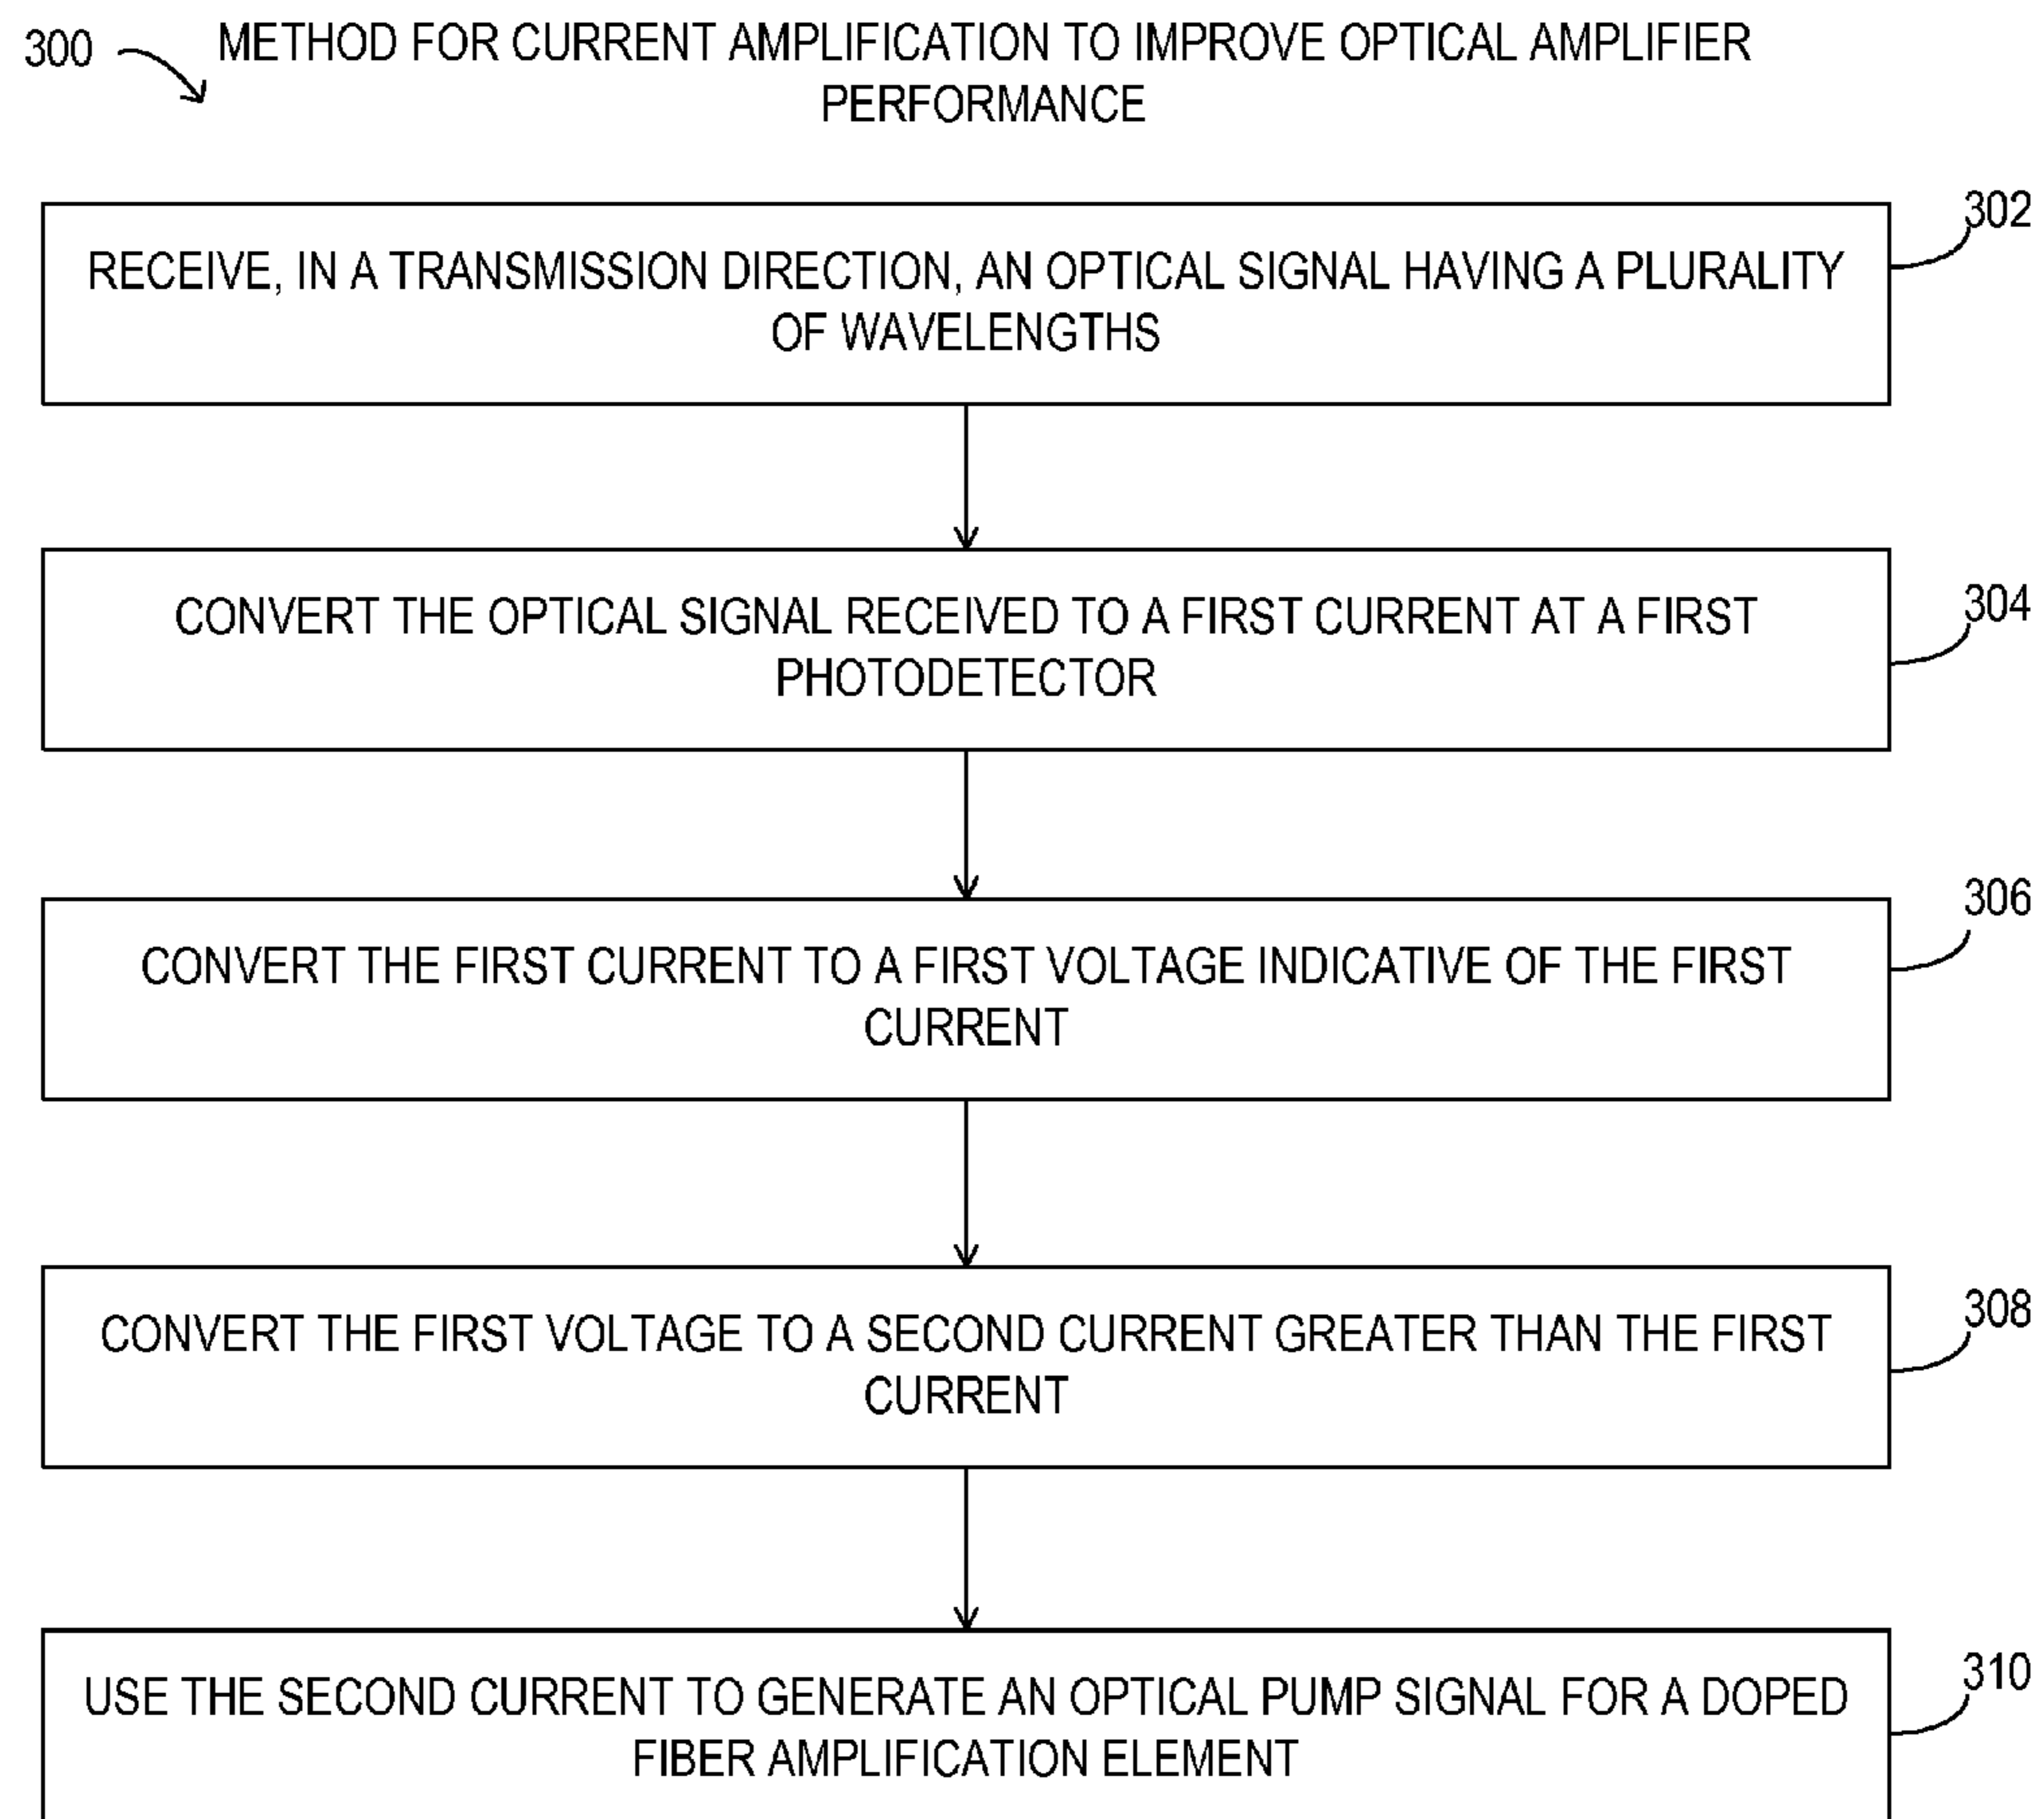 300
METHOD FOR CURRENT AMPLIFICATION TO IMPROVE OPTICAL AMPLIFIER
PERFORMANCE
302
RECEIVE, IN A TRANSMISSION DIRECTION, AN OPTICAL SIGNAL HAVING A PLURALITY
OF WAVELENGTHS
304
CONVERT THE OPTICAL SIGNAL RECEIVED TO A FIRST CURRENT AT A FIRST
PHOTODETECTOR
306
CONVERT THE FIRST CURRENT TO A FIRST VOLTAGE INDICATIVE OF THE FIRST
CURRENT
308
CONVERT THE FIRST VOLTAGE TO A SECOND CURRENT GREATER THAN THE FIRST
CURRENT
310
USE THE SECOND CURRENT TO GENERATE AN OPTICAL PUMP SIGNAL FOR A DOPED
FIBER AMPLIFICATION ELEMENT